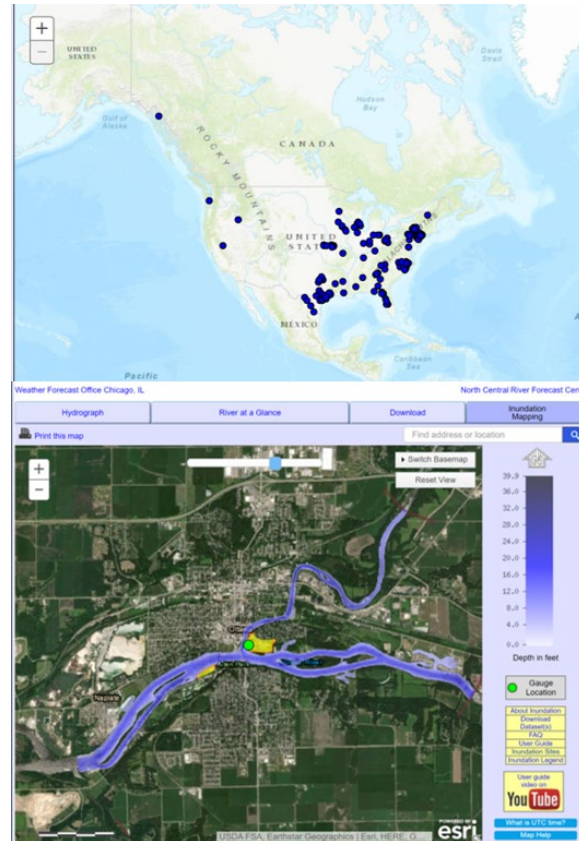 +
−
UNITED
STATES
Gulf of
Alaska
ROCKY MOUNTAINS
CANADA
Hudson
Bay
Davis
Strait
UNITED
STATES
MÉXICO
Caribbean
Sea
Pacific
Weather Forecast Office Chicago, IL
North Central River Forecast Cen
Hydrograph
River at a Glance
Download
Inundation
Mapping
Print this map
Find address or location
+
−
Switch Basemap
Reset View
Naplate
39.9
36.0
32.0
28.0
24.0
20.0
16.0
12.0
8.0
4.0
0.0
Depth in feet
Gauge
Location
About Inundation
Download
Dataset(s)
FAQ
User Guide
Inundation Sites
Inundation Legend
User guide
video on
YouTube
What is UTC time?
Map Help
USDA FSA, Earthstar Geographics | Esri, HERE, G...
POWERED BY
esri